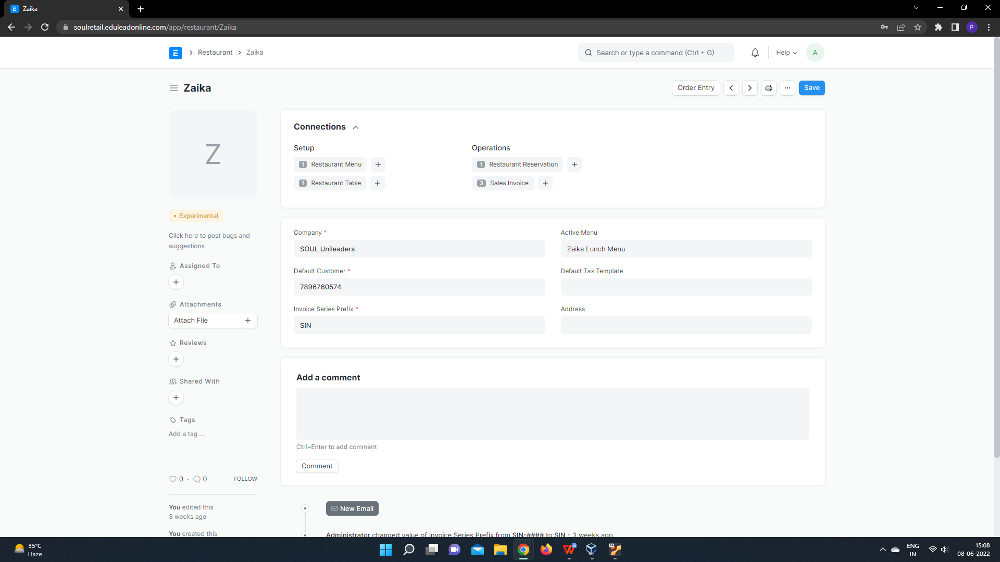 Zaika
soulretail.eduleadonline.com/app/restaurant/Zaika
P
E
Restaurant
Zaika
Search or type a command (Ctrl + G)
Help
A
Zaika
Order Entry
Save
Z
Experimental
Click here to post bugs and
suggestions
Assigned To
Attachments
Attach File
Reviews
Shared With
Tags
Add a tag ...
0 · 0
FOLLOW
You edited this
3 weeks ago
You created this
Connections
Setup
1 Restaurant Menu
1 Restaurant Table
Operations
1 Restaurant Reservation
3 Sales Invoice
Company *
SOUL Unileaders
Default Customer *
7896760574
Invoice Series Prefix *
SIN
Active Menu
Zaika Lunch Menu
Default Tax Template
Address
Add a comment
Ctrl+Enter to add comment
Comment
New Email
Administrator changed value of Invoice Series Prefix from SIN-#### to SIN - 3 weeks ago
35°C
Haze
ENG
IN
15:08
08-06-2022